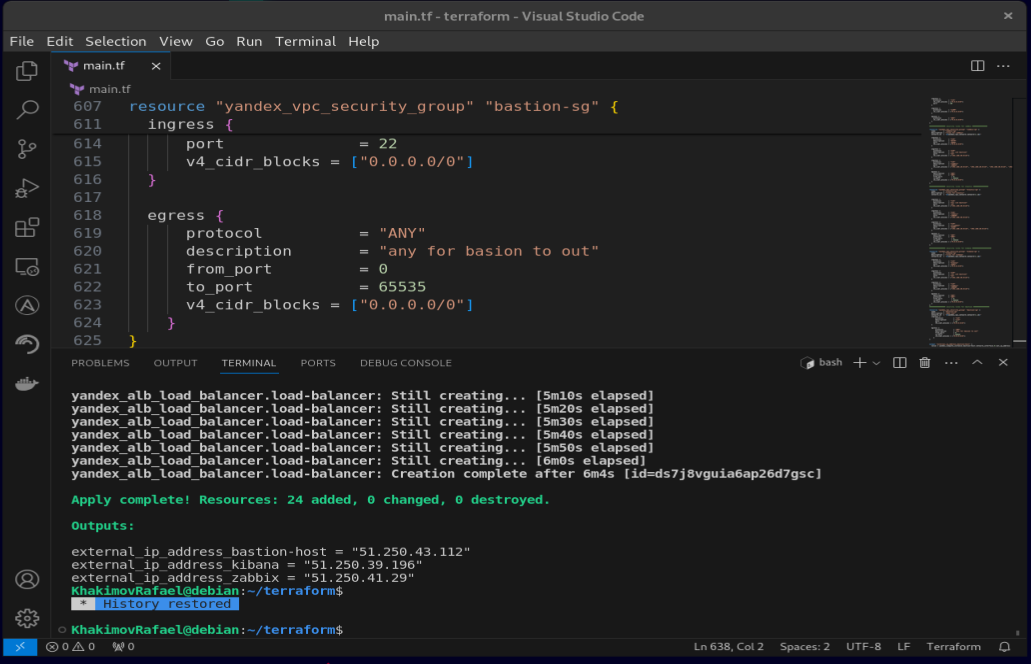 main.tf - terraform - Visual Studio Code
File Edit Selection View Go Run Terminal Help
main.tf
main.tf
607 resource "yandex_vpc_security_group" "bastion-sg" {
611 ingress {
614 port = 22
615 v4_cidr_blocks = ["0.0.0.0/0"]
616 }
617
618 egress {
619 protocol = "ANY"
620 description = "any for basion to out"
621 from_port = 0
622 to_port = 65535
623 v4_cidr_blocks = ["0.0.0.0/0"]
624 }
625 }
PROBLEMS OUTPUT TERMINAL PORTS DEBUG CONSOLE bash
yandex_alb_load_balancer.load-balancer: Still creating... [5m10s elapsed]
yandex_alb_load_balancer.load-balancer: Still creating... [5m20s elapsed]
yandex_alb_load_balancer.load-balancer: Still creating... [5m30s elapsed]
yandex_alb_load_balancer.load-balancer: Still creating... [5m40s elapsed]
yandex_alb_load_balancer.load-balancer: Still creating... [5m50s elapsed]
yandex_alb_load_balancer.load-balancer: Still creating... [6m0s elapsed]
yandex_alb_load_balancer.load-balancer: Creation complete after 6m4s [id=ds7j8vguia6ap26d7gsc]
Apply complete! Resources: 24 added, 0 changed, 0 destroyed.
Outputs:
external_ip_address_bastion-host = "51.250.43.112"
external_ip_address_kibana = "51.250.39.196"
external_ip_address_zabbix = "51.250.41.29"
KhakimovRafael@debian:~/terraform$
* History restored
KhakimovRafael@debian:~/terraform$
0 0 0 Ln 638, Col 2 Spaces: 2 UTF-8 LF Terraform